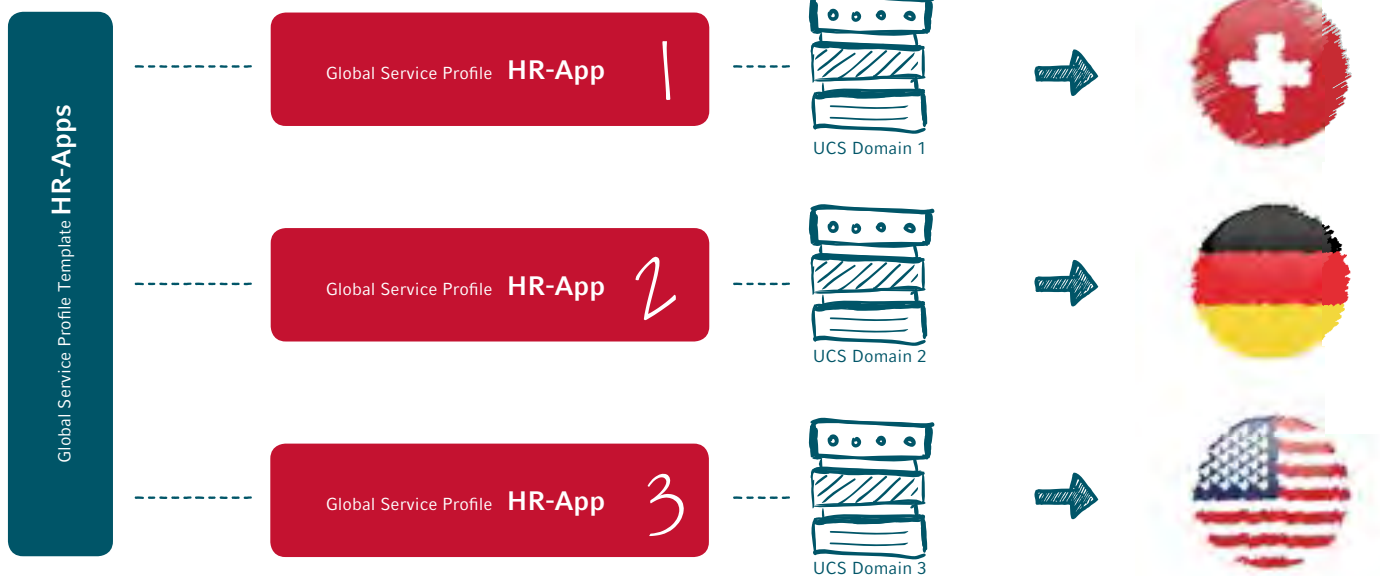 Global Service Profile Template HR-Apps
Global Service Profile HR-App 1
UCS Domain 1
Global Service Profile HR-App 2
UCS Domain 2
Global Service Profile HR-App 3
UCS Domain 3